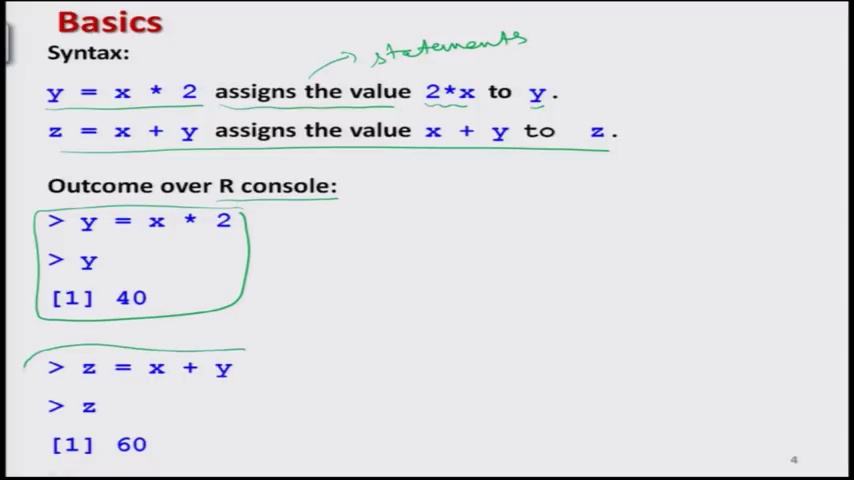 Basics
Syntax:
statements
y = x * 2 assigns the value 2*x to y.
z = x + y assigns the value x + y to z.
Outcome over R console:
> y = x * 2
> y
[1] 40
> z = x + y
> z
[1] 60
4